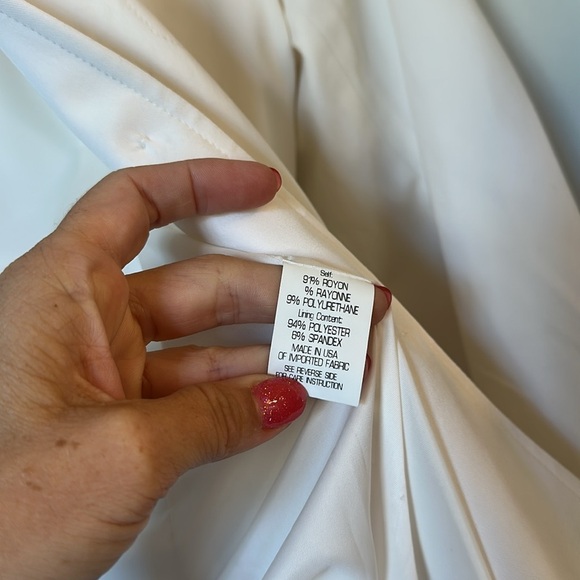 Self:
91% ROYON
% RAYONNE
9% POLYURETHANE
Lining Content:
94% POLYESTER
6% SPANDEX
MADE IN USA
OF IMPORTED FABRIC
SEE REVERSE SIDE
FOR CARE INSTRUCTION